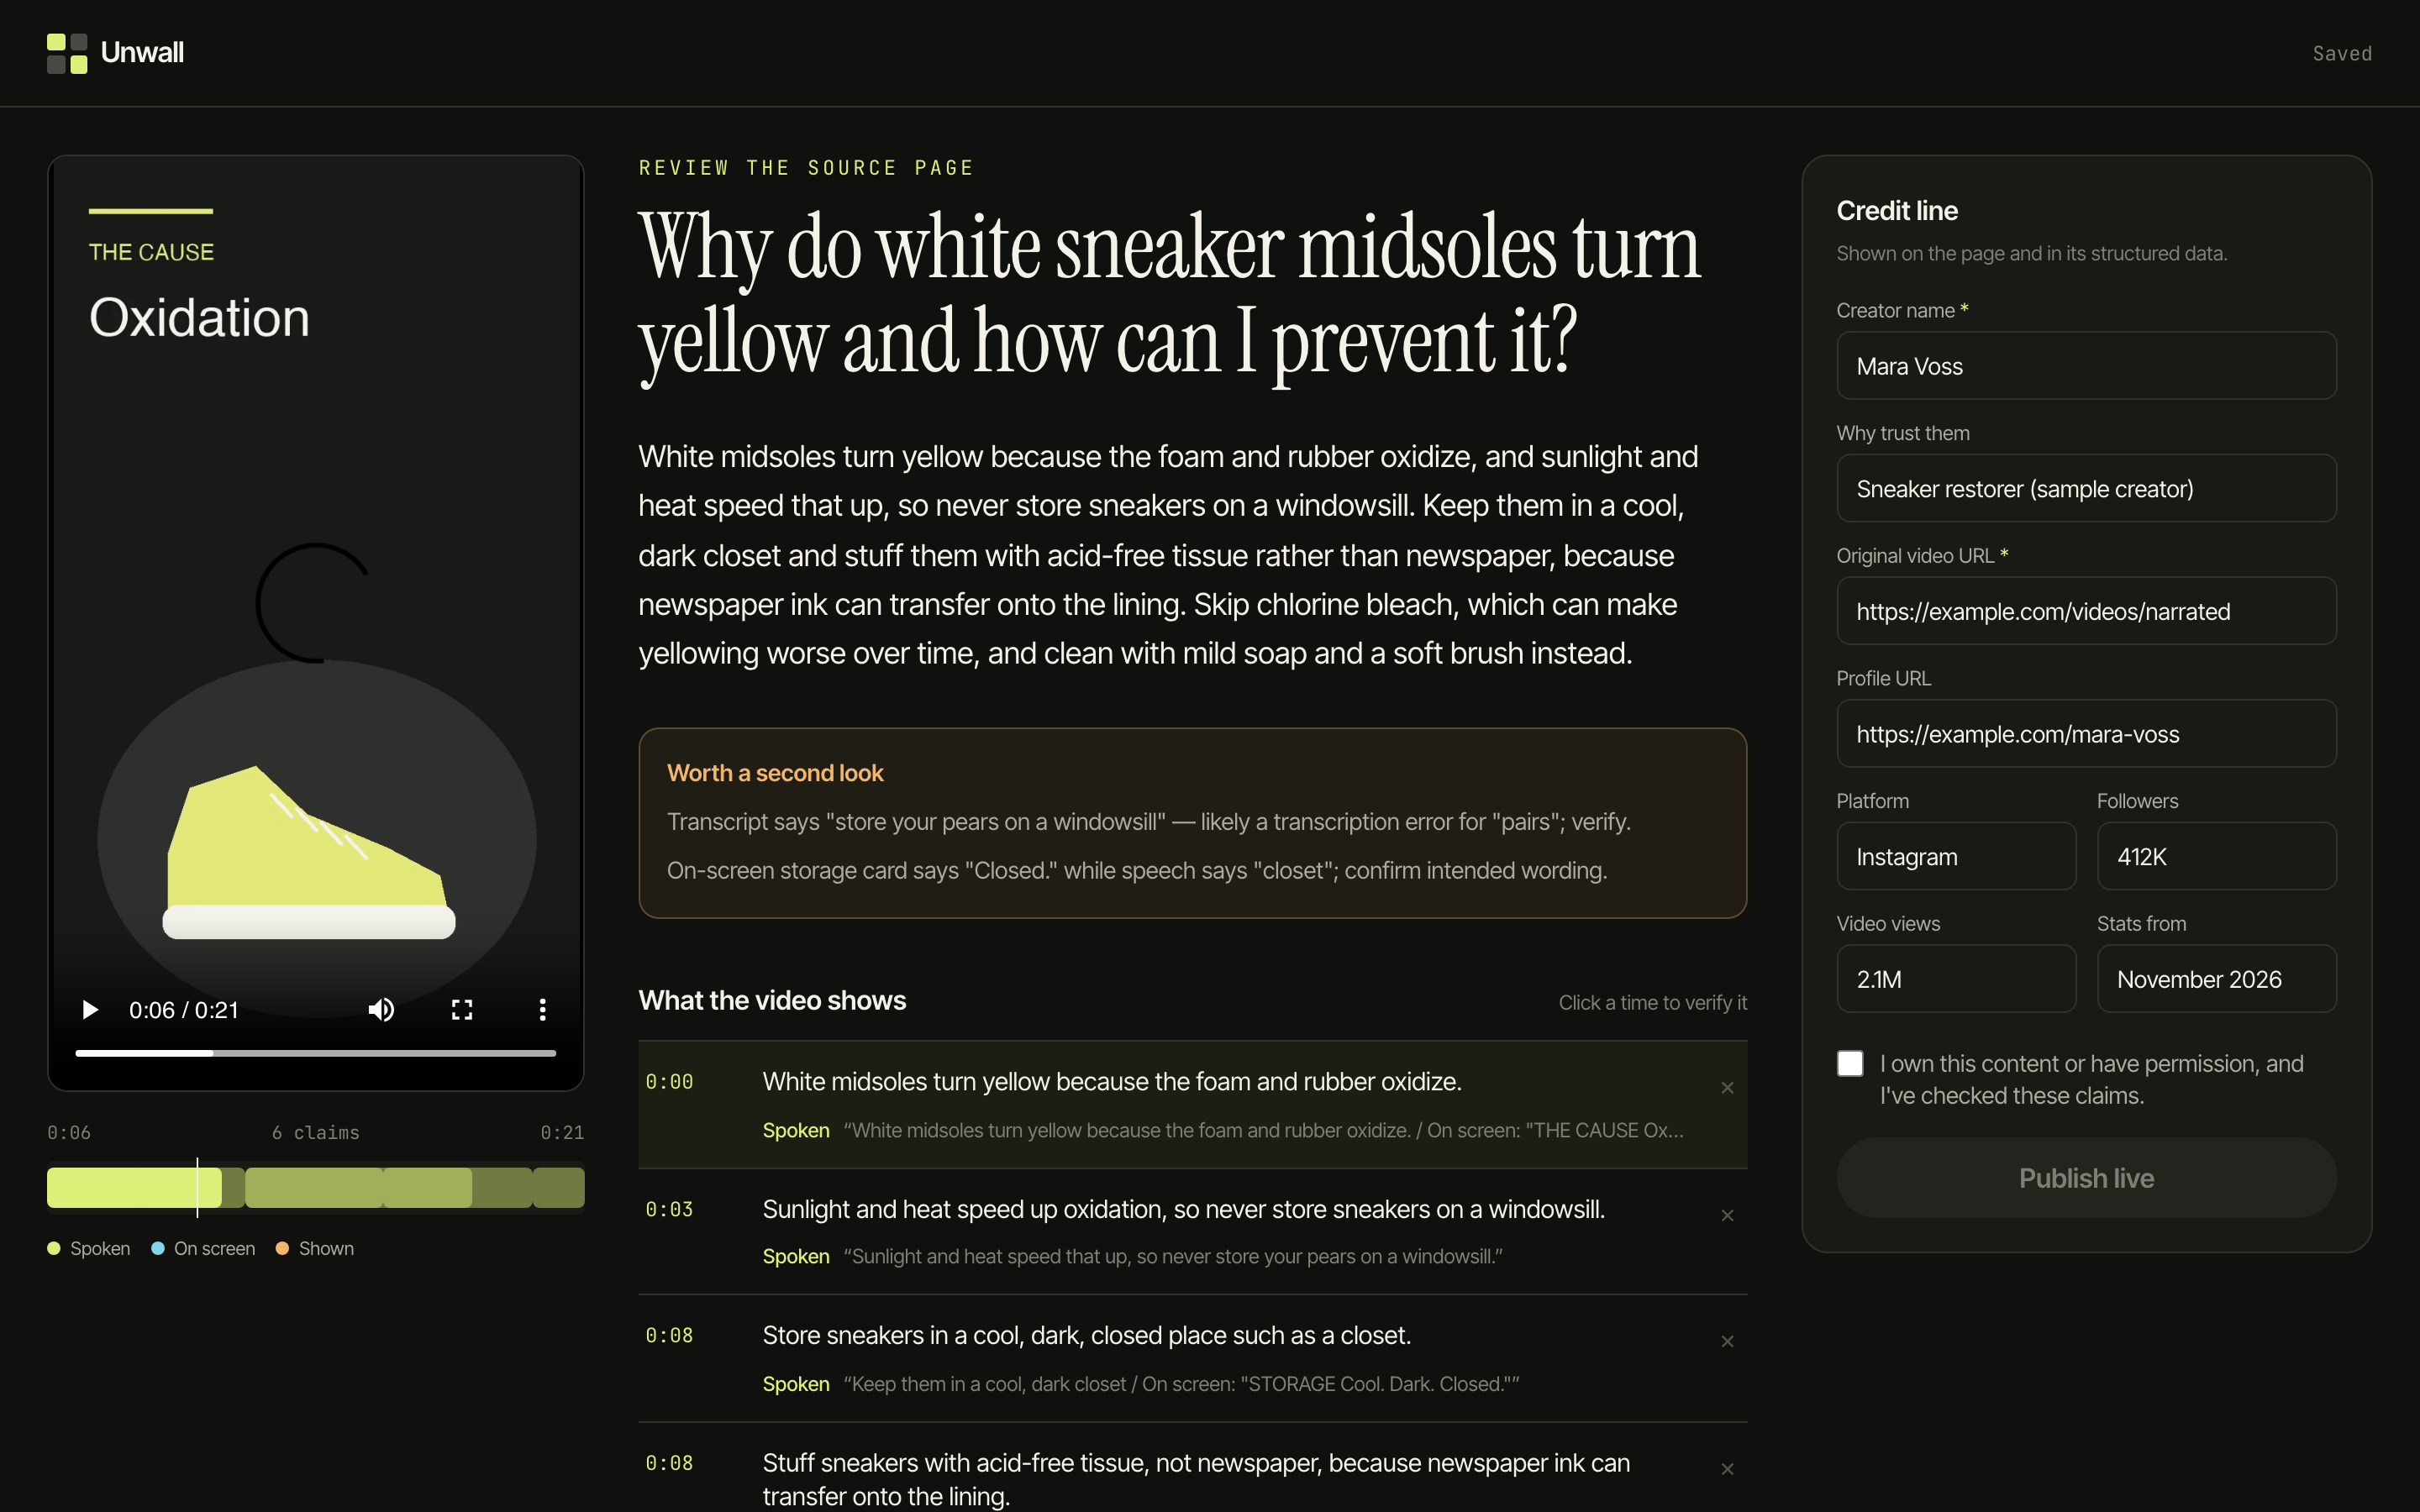 Unwall
Saved
THE CAUSE
Oxidation
0:06 / 0:21
0:06
6 claims
0:21
Spoken
On screen
Shown
REVIEW THE SOURCE PAGE
Why do white sneaker midsoles turn
yellow and how can I prevent it?
White midsoles turn yellow because the foam and rubber oxidize, and sunlight and
heat speed that up, so never store sneakers on a windowsill. Keep them in a cool,
dark closet and stuff them with acid-free tissue rather than newspaper, because
newspaper ink can transfer onto the lining. Skip chlorine bleach, which can make
yellowing worse over time, and clean with mild soap and a soft brush instead.
Worth a second look
Transcript says "store your pears on a windowsill" — likely a transcription error for "pairs"; verify.
On-screen storage card says "Closed." while speech says "closet"; confirm intended wording.
What the video shows
Click a time to verify it
0:00
White midsoles turn yellow because the foam and rubber oxidize.
Spoken “White midsoles turn yellow because the foam and rubber oxidize. / On screen: "THE CAUSE Ox...
0:03
Sunlight and heat speed up oxidation, so never store sneakers on a windowsill.
Spoken “Sunlight and heat speed that up, so never store your pears on a windowsill.”
0:08
Store sneakers in a cool, dark, closed place such as a closet.
Spoken “Keep them in a cool, dark closet / On screen: "STORAGE Cool. Dark. Closed."”
0:08
Stuff sneakers with acid-free tissue, not newspaper, because newspaper ink can
transfer onto the lining.
Credit line
Shown on the page and in its structured data.
Creator name *
Mara Voss
Why trust them
Sneaker restorer (sample creator)
Original video URL *
https://example.com/videos/narrated
Profile URL
https://example.com/mara-voss
Platform
Followers
Instagram
412K
Video views
Stats from
2.1M
November 2026
I own this content or have permission, and
I've checked these claims.
Publish live